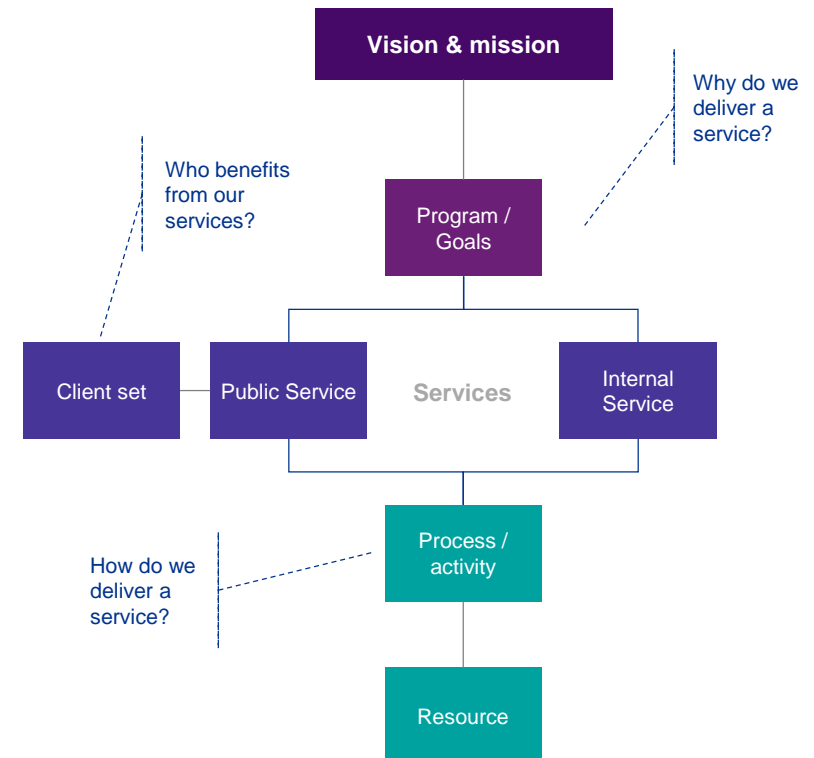 Vision & mission
Why do we
deliver a
service?
Who benefits
from our
services?
Program /
Goals
Client set
Public Service
Services
Internal
Service
Process /
activity
How do we
deliver a
service?
Resource